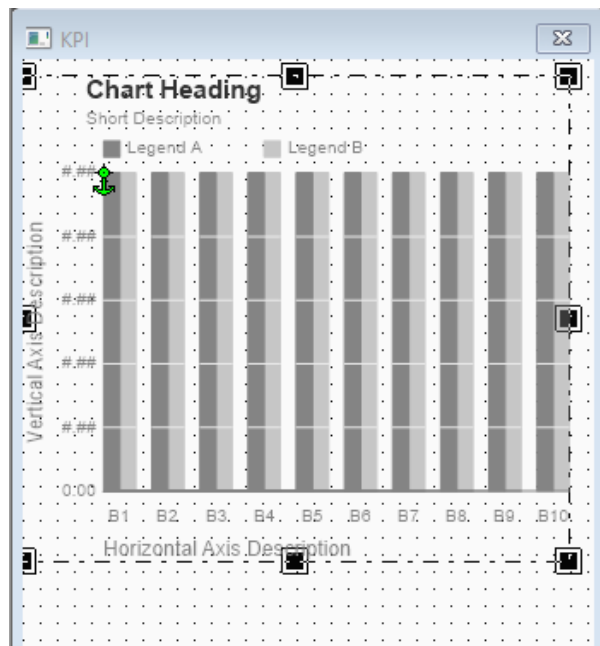 KPI
Chart Heading
Short Description
Legend A
Legend B
#.##
#.##
#.##
#.##
#.##
0:00
Vertical Axis Description
B1 B2 B3 B4 B5 B6 B7 B8 B9 B10
Horizontal Axis Description